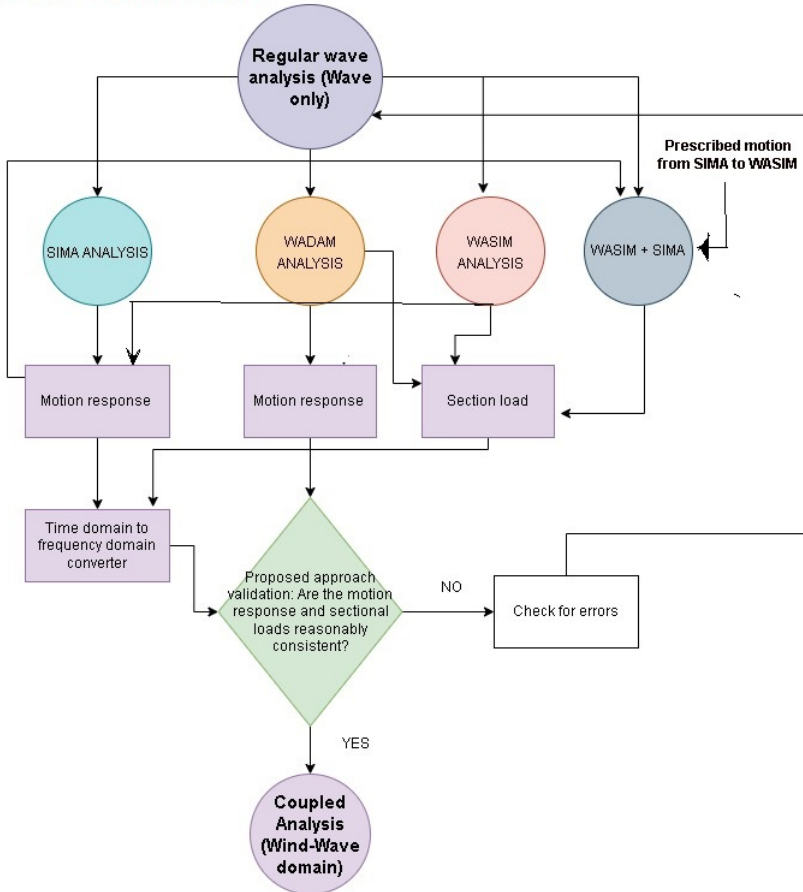 Regular wave
analysis (Wave
only)
Prescribed motion
from SIMA to WASIM
SIMA ANALYSIS
WADAM
ANALYSIS
WASIM
ANALYSIS
WASIM + SIMA
Motion response
Motion response
Section load
Time domain to
frequency domain
converter
Proposed approach
validation: Are the motion
response and sectional
loads reasonably
consistent?
NO
Check for errors
YES
Coupled
Analysis
(Wind-Wave
domain)